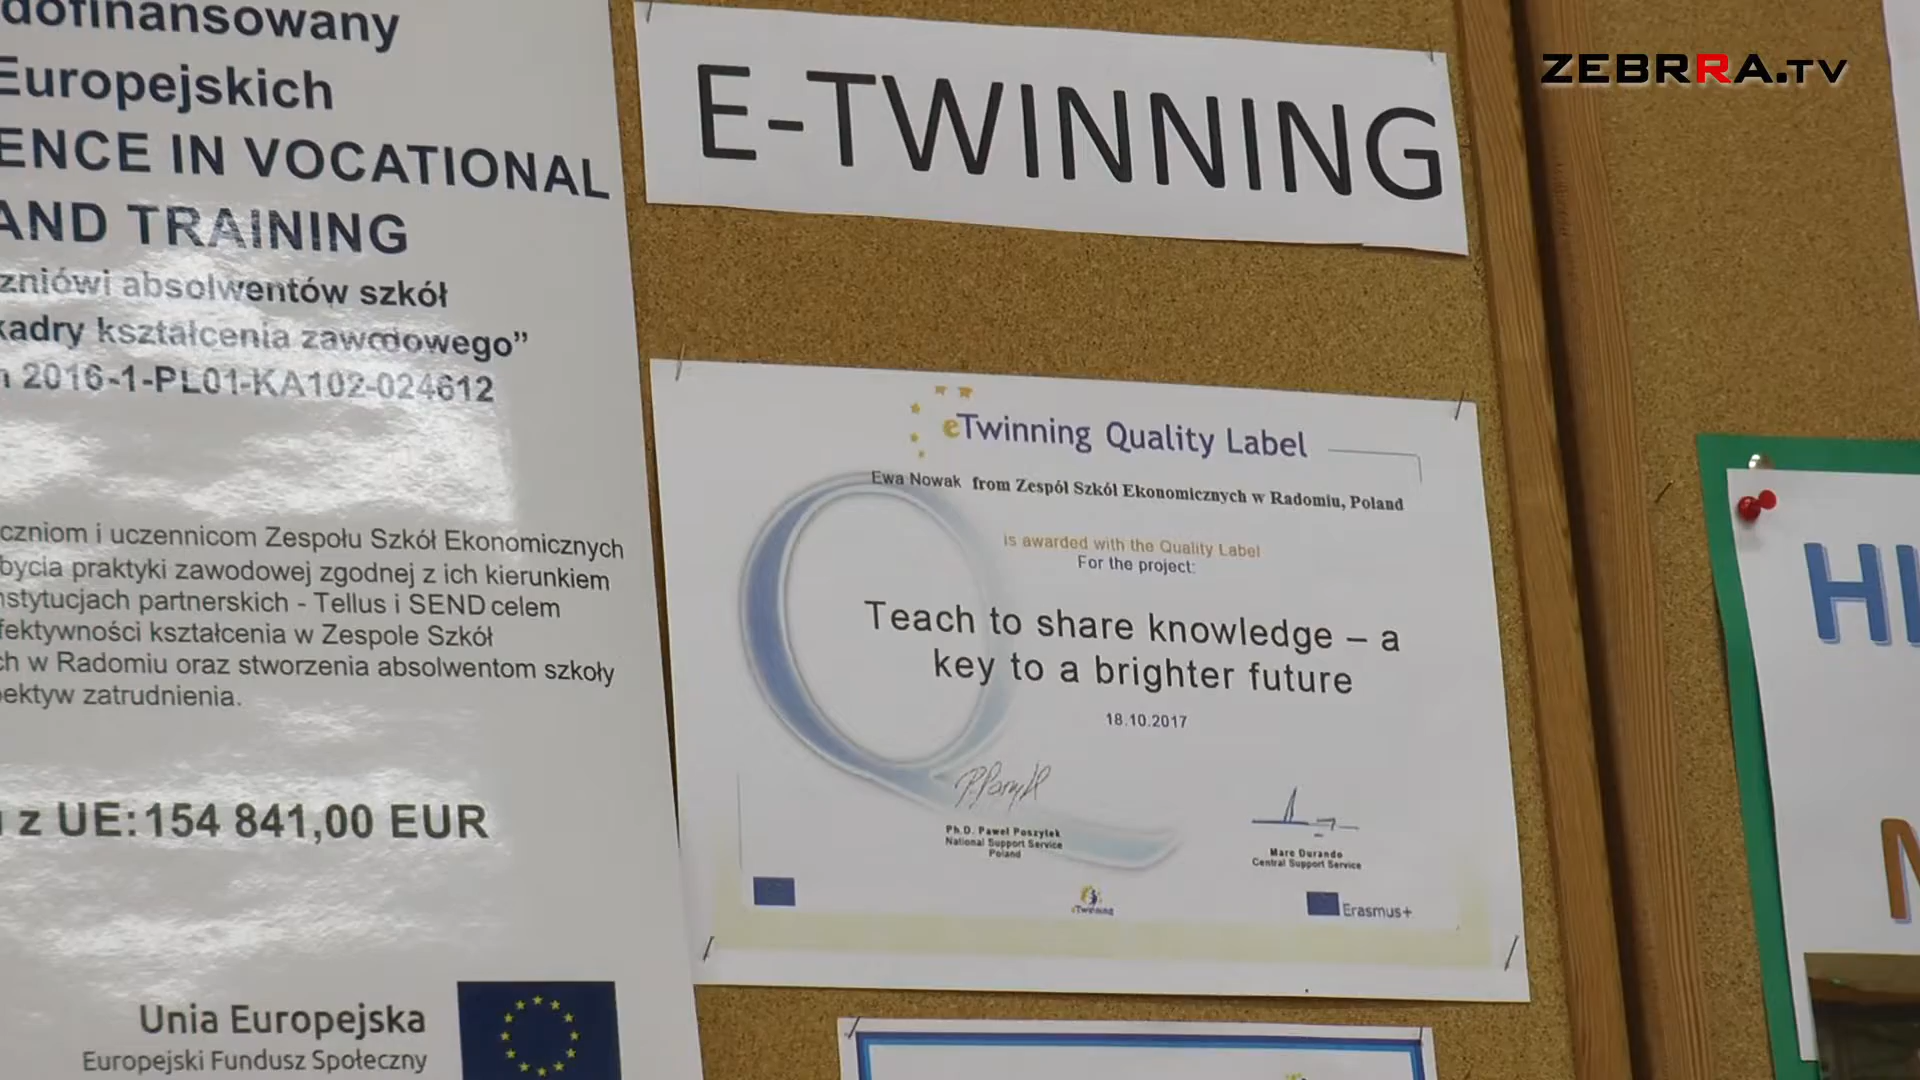 dofinansowany
Europejskich
ENCE IN VOCATIONAL
AND TRAINING
zniówi absolwentów szkół
kadry kształcenia zawodowego”
2016-1-PL01-KA102-024612
czniom i uczennicom Zespołu Szkół Ekonomicznych
bycia praktyki zawodowej zgodnej z ich kierunkiem
nstytucjach partnerskich - Tellus i SEND celem
fektywności kształcenia w Zespole Szkół
ch w Radomiu oraz stworzenia absolwentom szkoły
pektyw zatrudnienia.
z UE: 154 841,00 EUR
Unia Europejska
Europejski Fundusz Społeczny
E-TWINNING
eTwinning Quality Label
Ewa Nowak from Zespół Szkół Ekonomicznych w Radomiu, Poland
is awarded with the Quality Label
For the project:
Teach to share knowledge – a
key to a brighter future
18.10.2017
Ph.D. Pawel Poszytek
National Support Service
Poland
Marc Durando
Central Support Service
eTwinning
Erasmus+
ZEBRRA.TV